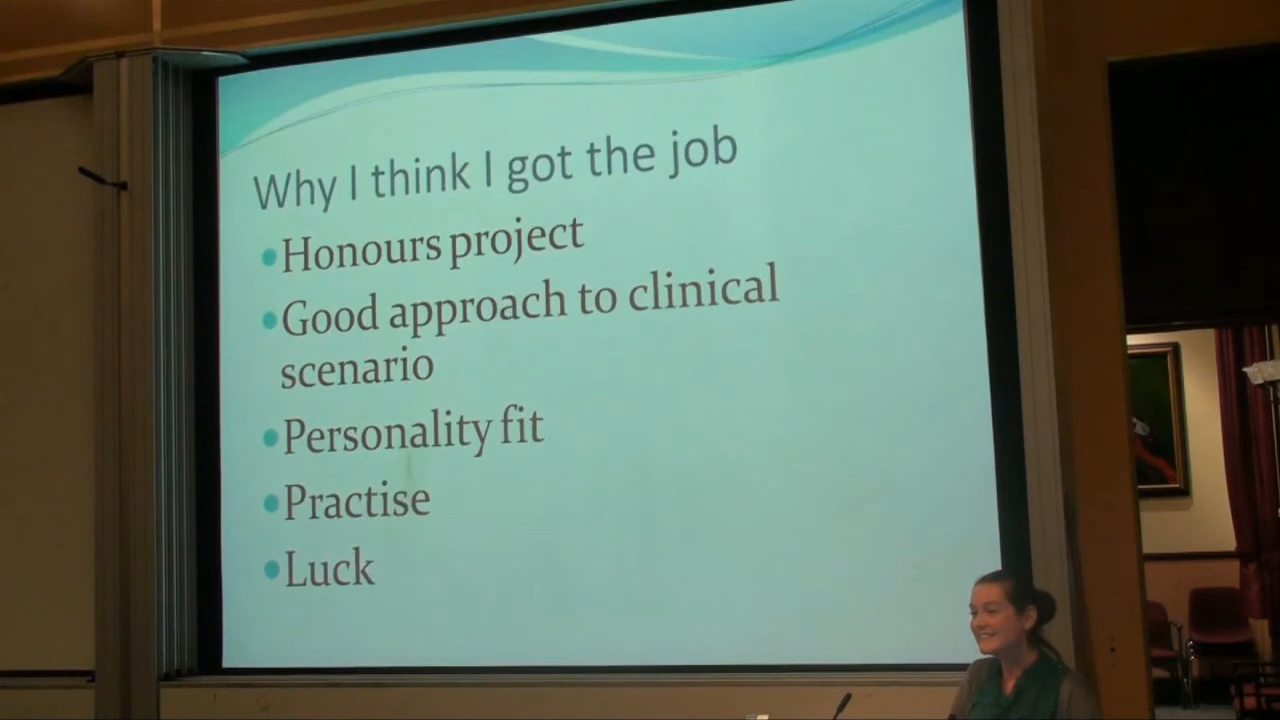 Why I think I got the job
Honours project
Good approach to clinical
scenario
Personality fit
Practise
Luck